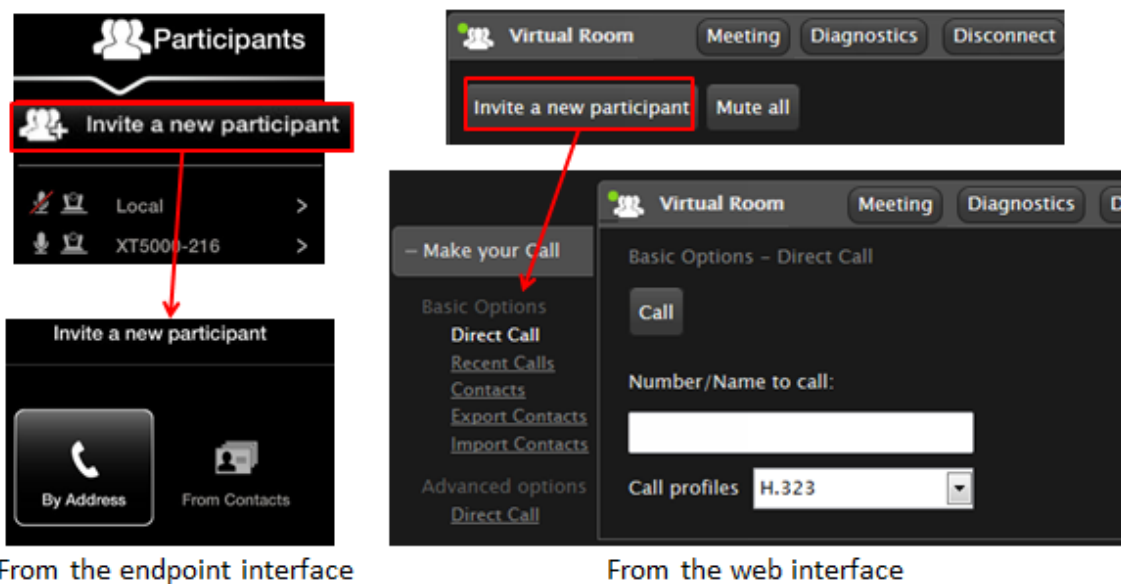 Participants
Invite a new participant
Local >
XT5000-216 >
Invite a new participant
By Address From Contacts
From the endpoint interface
Virtual Room Meeting Diagnostics Disconnect
Invite a new participant Mute all
Virtual Room Meeting Diagnostics D
– Make your Call
Basic Options
Direct Call
Recent Calls
Contacts
Export Contacts
Import Contacts
Advanced options
Direct Call
Basic Options – Direct Call
Call
Number/Name to call:
Call profiles H.323
From the web interface